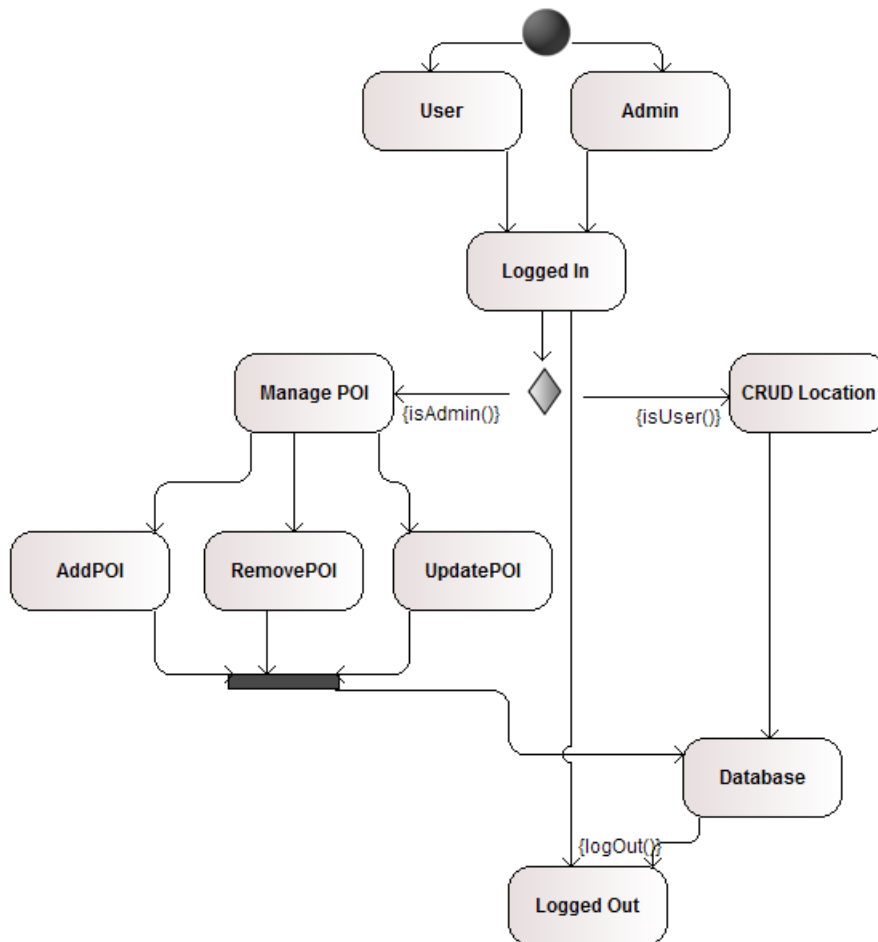 User
Admin
Logged In
Manage POI
CRUD Location
{isAdmin()}
{isUser()}
AddPOI
RemovePOI
UpdatePOI
Database
{logOut()}
Logged Out